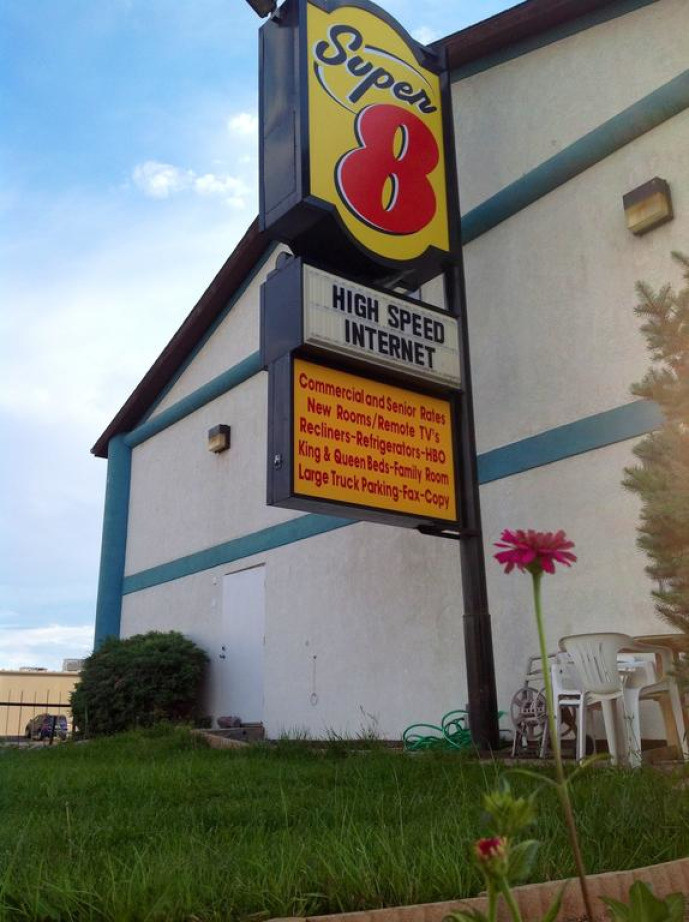 Super
8
HIGH SPEED
INTERNET
Commercial and Senior Rates
New Rooms/Remote TV's
Recliners-Refrigerators-HBO
King & Queen Beds-Family Room
Large Truck Parking-Fax-Copy